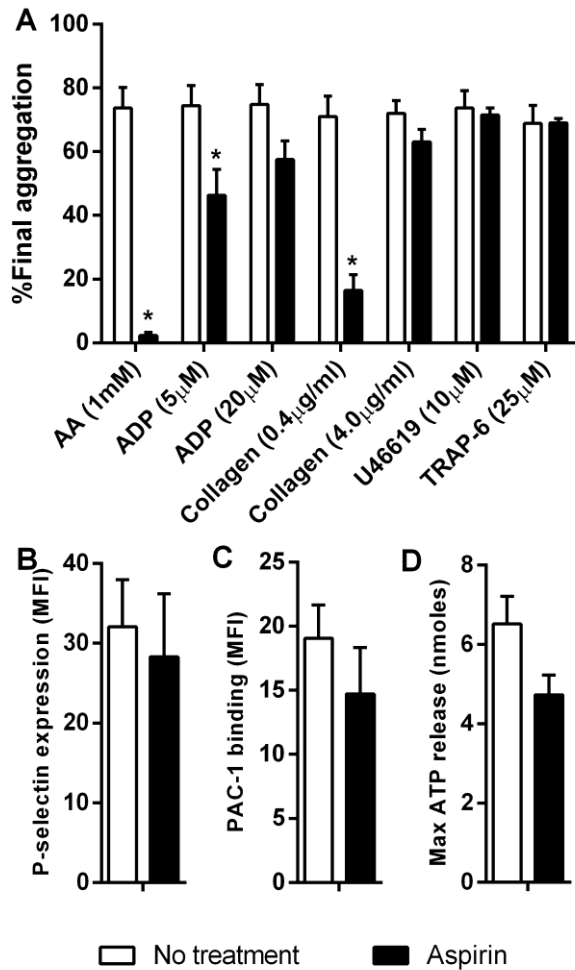 A
%Final aggregation
80
60
40
20
0
*
*
*
AA (1mM)
ADP (5μM)
ADP (20μM)
Collagen (0.4μg/ml)
Collagen (4.0μg/ml)
U46619 (10μM)
TRAP-6 (25μM)
B
P-selectin expression (MFI)
40
30
20
10
0
C
PAC-1 binding (MFI)
25
20
15
10
5
0
D
Max ATP release (nmoles)
8
6
4
2
0
No treatment
Aspirin